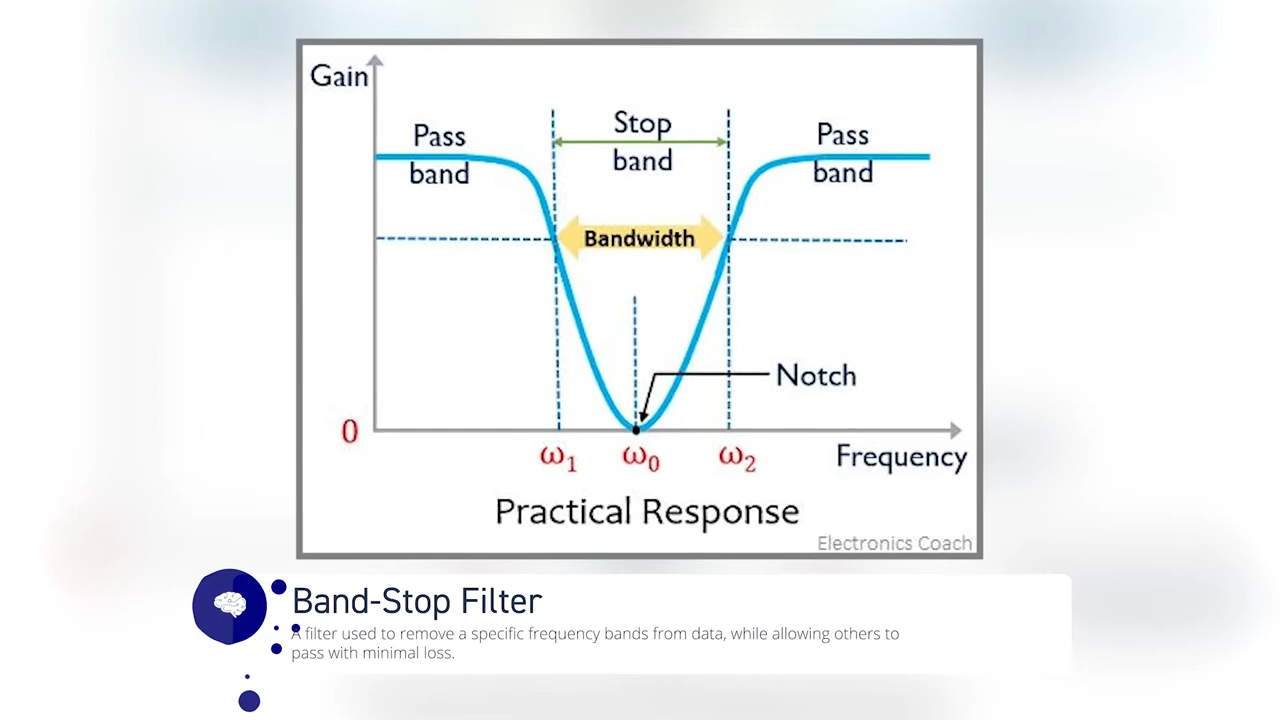 Gain
Pass
band
Stop
band
Pass
band
Bandwidth
Notch
0
ω₁
ω₀
ω₂
Frequency
Practical Response
Electronics Coach
Band-Stop Filter
A filter used to remove a specific frequency bands from data, while allowing others to
pass with minimal loss.